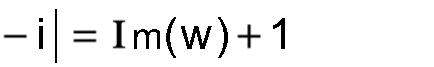 − i| = Im(w) + 1